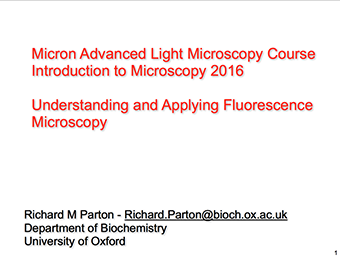 Micron Advanced Light Microscopy Course
Introduction to Microscopy 2016
Understanding and Applying Fluorescence
Microscopy
Richard M Parton - Richard.Parton@bioch.ox.ac.uk
Department of Biochemistry
University of Oxford
1